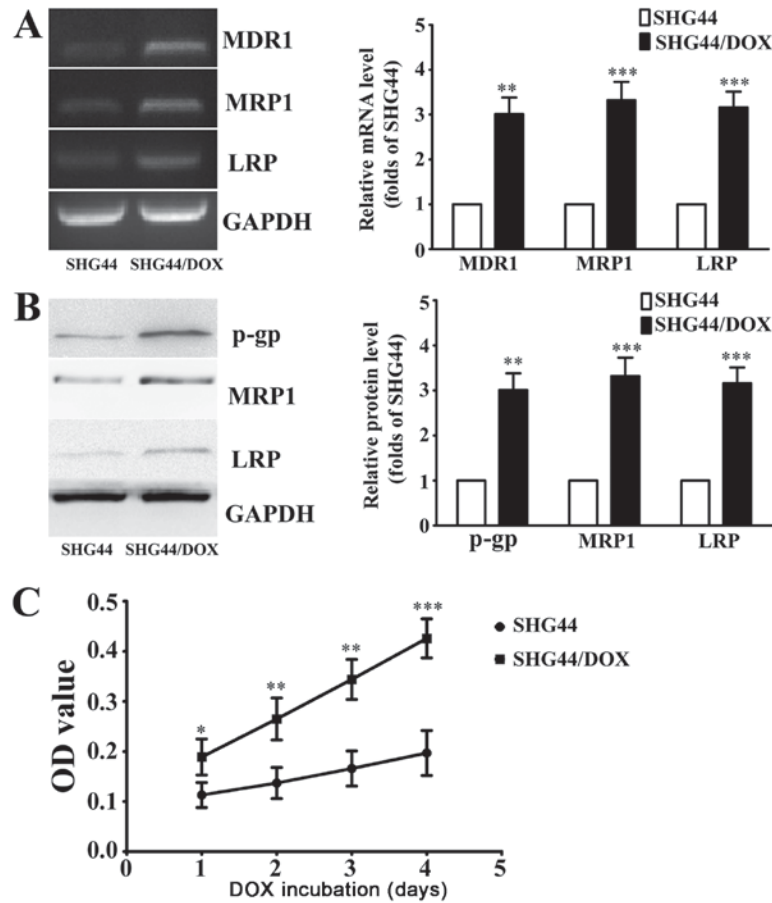 A
MDR1
MRP1
LRP
GAPDH
SHG44 SHG44/DOX
SHG44
SHG44/DOX
Relative mRNA level
(folds of SHG44)
5
4
3
2
1
0
** *** ***
MDR1 MRP1 LRP
B
p-gp
MRP1
LRP
GAPDH
SHG44 SHG44/DOX
SHG44
SHG44/DOX
Relative protein level
(folds of SHG44)
5
4
3
2
1
0
** *** ***
p-gp MRP1 LRP
C
OD value
0.5
0.4
0.3
0.2
0.1
0.0
* ** ** ***
SHG44
SHG44/DOX
0 1 2 3 4 5
DOX incubation (days)